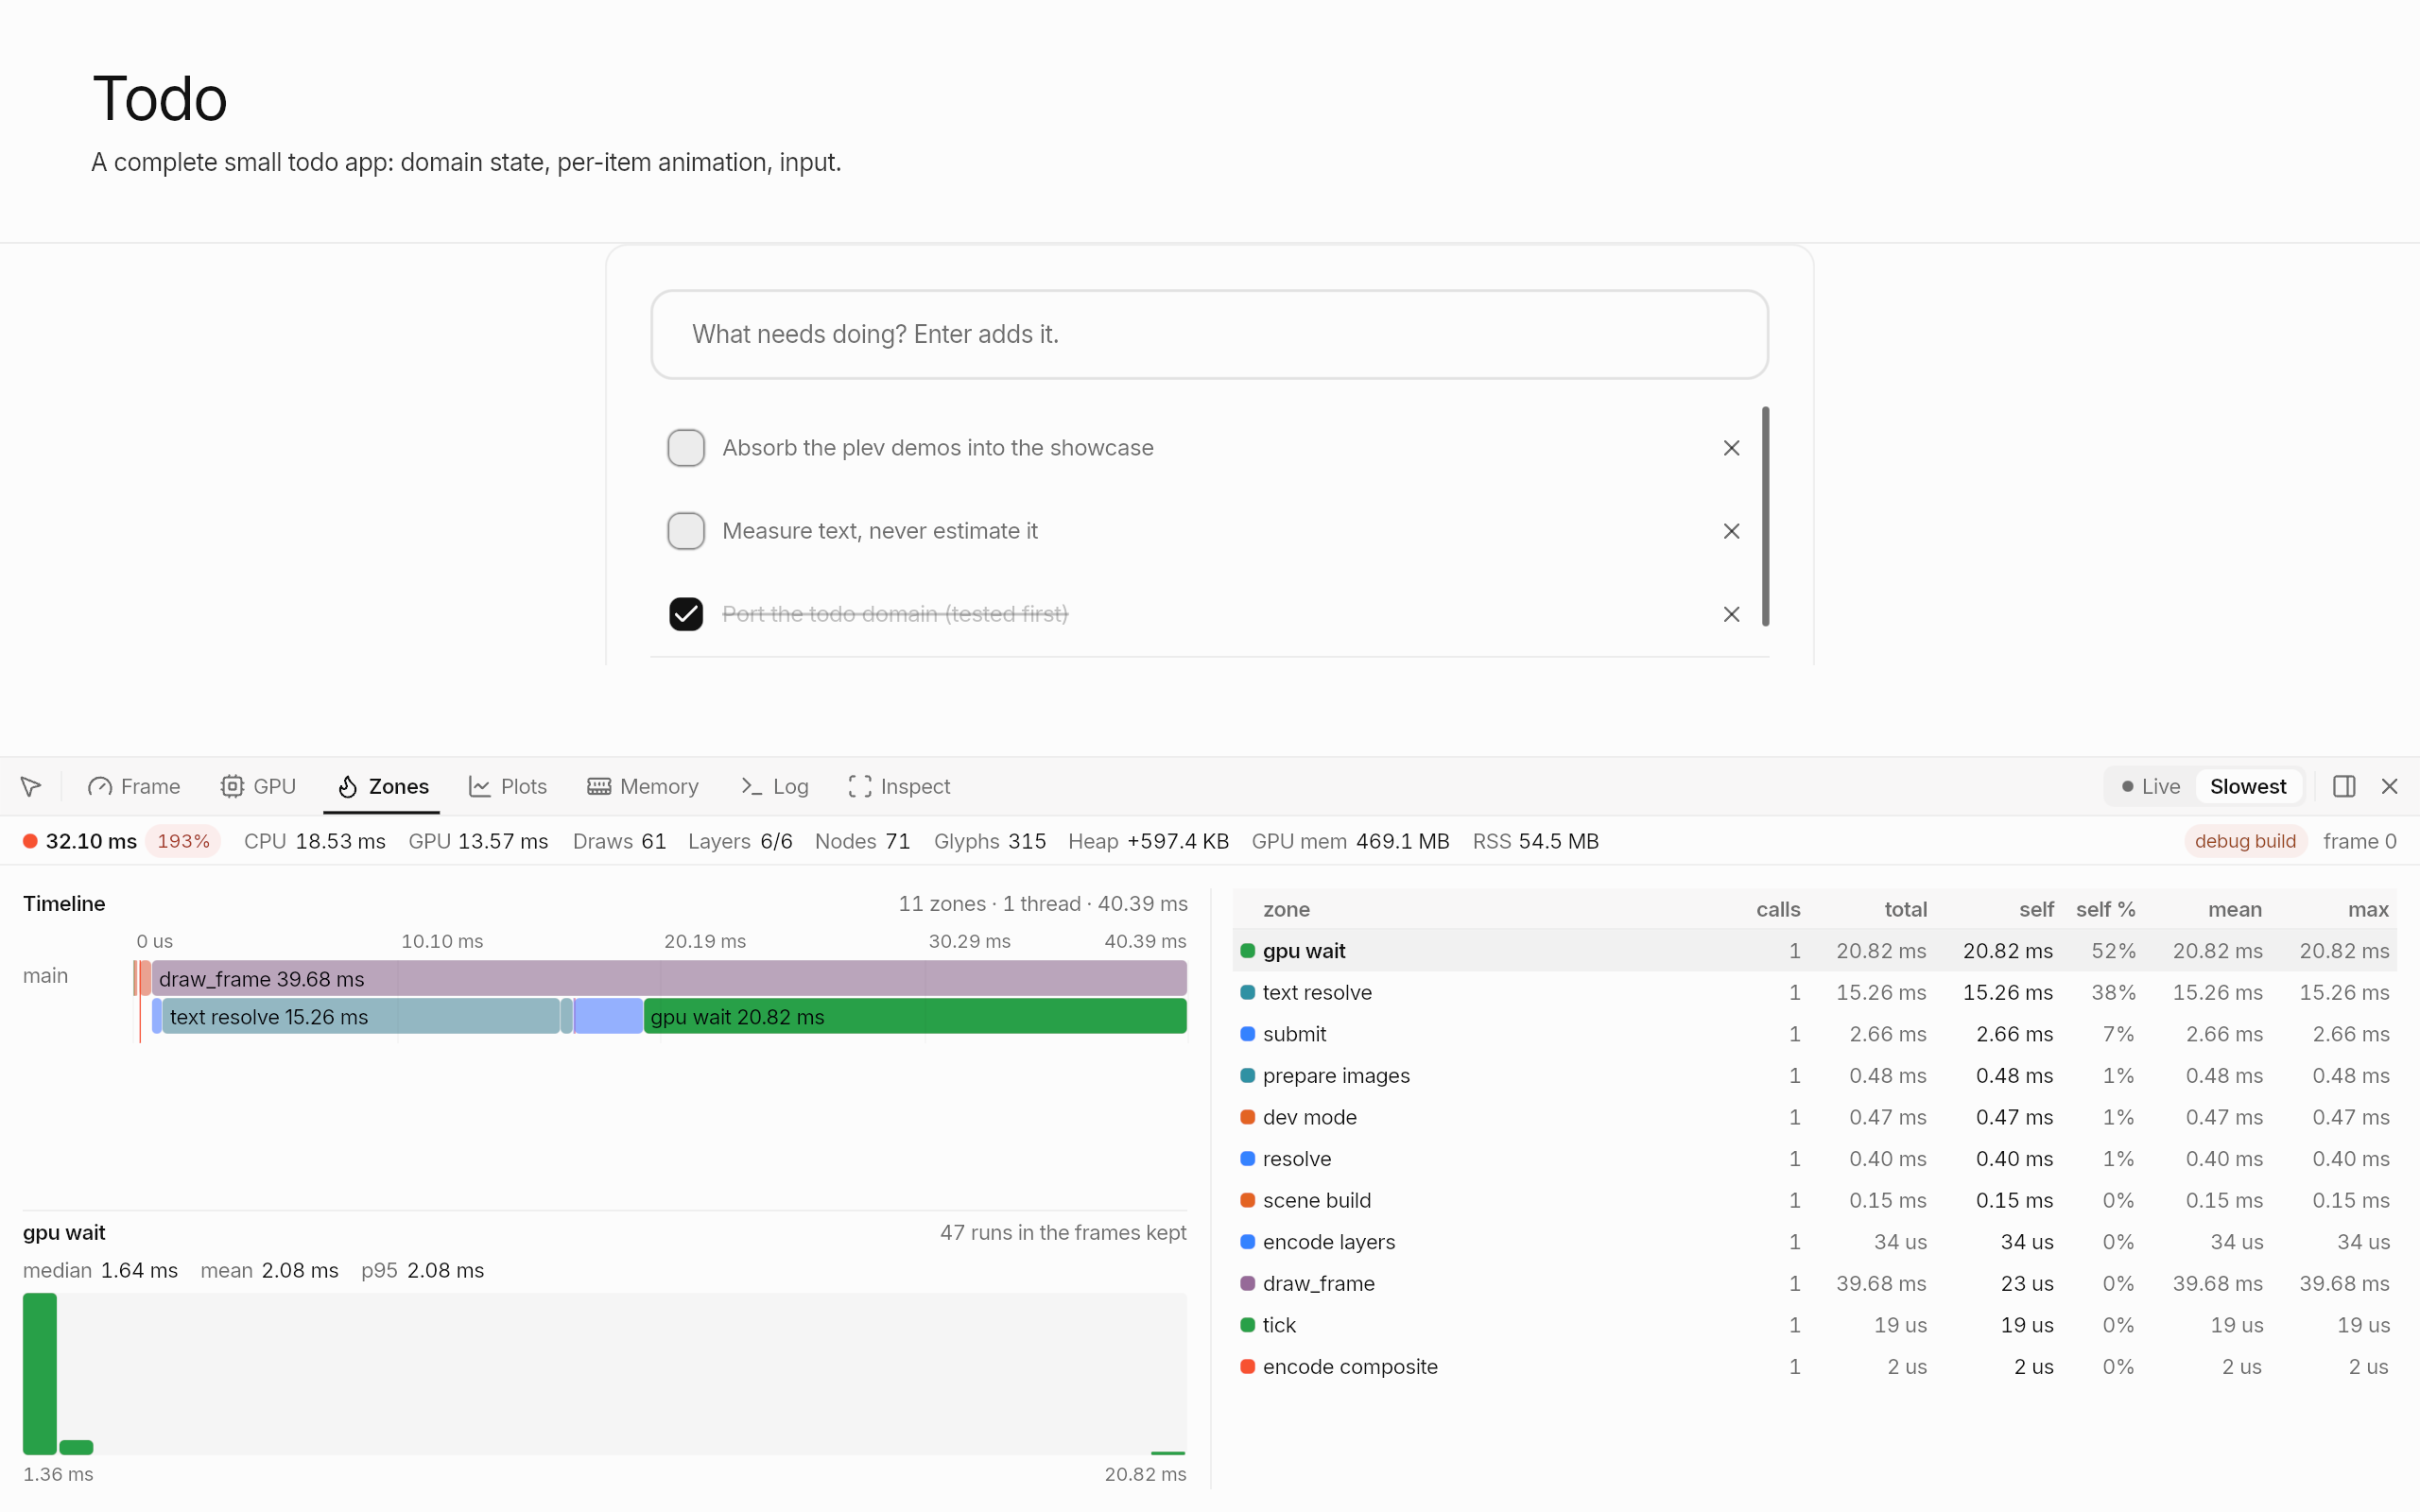 Todo
A complete small todo app: domain state, per-item animation, input.
What needs doing? Enter adds it.
Absorb the plev demos into the showcase
Measure text, never estimate it
Port the todo domain (tested first)
Frame GPU Zones Plots Memory Log Inspect Live Slowest
32.10 ms 193% CPU 18.53 ms GPU 13.57 ms Draws 61 Layers 6/6 Nodes 71 Glyphs 315 Heap +597.4 KB GPU mem 469.1 MB RSS 54.5 MB debug build frame 0
Timeline 11 zones · 1 thread · 40.39 ms
0 us 10.10 ms 20.19 ms 30.29 ms 40.39 ms
main draw_frame 39.68 ms
text resolve 15.26 ms gpu wait 20.82 ms
gpu wait 47 runs in the frames kept
median 1.64 ms mean 2.08 ms p95 2.08 ms
1.36 ms 20.82 ms
zone calls total self self % mean max
gpu wait 1 20.82 ms 20.82 ms 52% 20.82 ms 20.82 ms
text resolve 1 15.26 ms 15.26 ms 38% 15.26 ms 15.26 ms
submit 1 2.66 ms 2.66 ms 7% 2.66 ms 2.66 ms
prepare images 1 0.48 ms 0.48 ms 1% 0.48 ms 0.48 ms
dev mode 1 0.47 ms 0.47 ms 1% 0.47 ms 0.47 ms
resolve 1 0.40 ms 0.40 ms 1% 0.40 ms 0.40 ms
scene build 1 0.15 ms 0.15 ms 0% 0.15 ms 0.15 ms
encode layers 1 34 us 34 us 0% 34 us 34 us
draw_frame 1 39.68 ms 23 us 0% 39.68 ms 39.68 ms
tick 1 19 us 19 us 0% 19 us 19 us
encode composite 1 2 us 2 us 0% 2 us 2 us